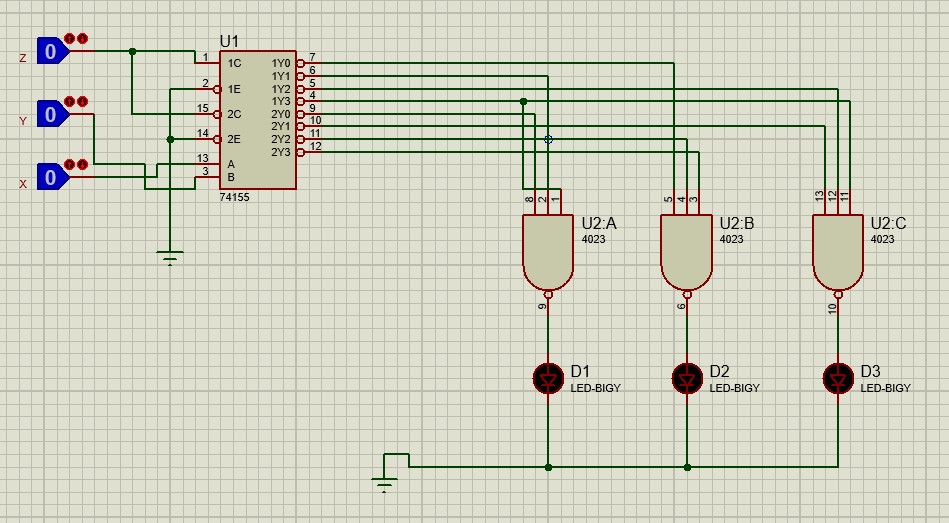 U1
Z 0 1 1C 1Y0 7
1Y1 6
2 1E 1Y2 5
1Y3 4
Y 0 15 2C 2Y0 9
2Y1 10
14 2E 2Y2 11
2Y3 12
13 A
X 0 3 B
74155
8 2 1
5 4 3
13 12 11
U2:A
4023
U2:B
4023
U2:C
4023
9
6
10
D1
LED-BIGY
D2
LED-BIGY
D3
LED-BIGY